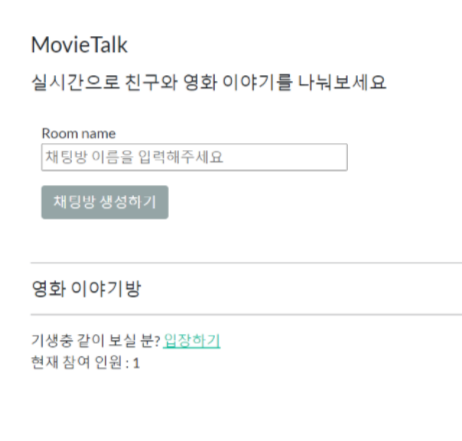 MovieTalk
실시간으로 친구와 영화 이야기를 나눠보세요
Room name
채팅방 이름을 입력해주세요
채팅방 생성하기
영화 이야기방
기생충 같이 보실 분? 입장하기
현재 참여 인원 : 1